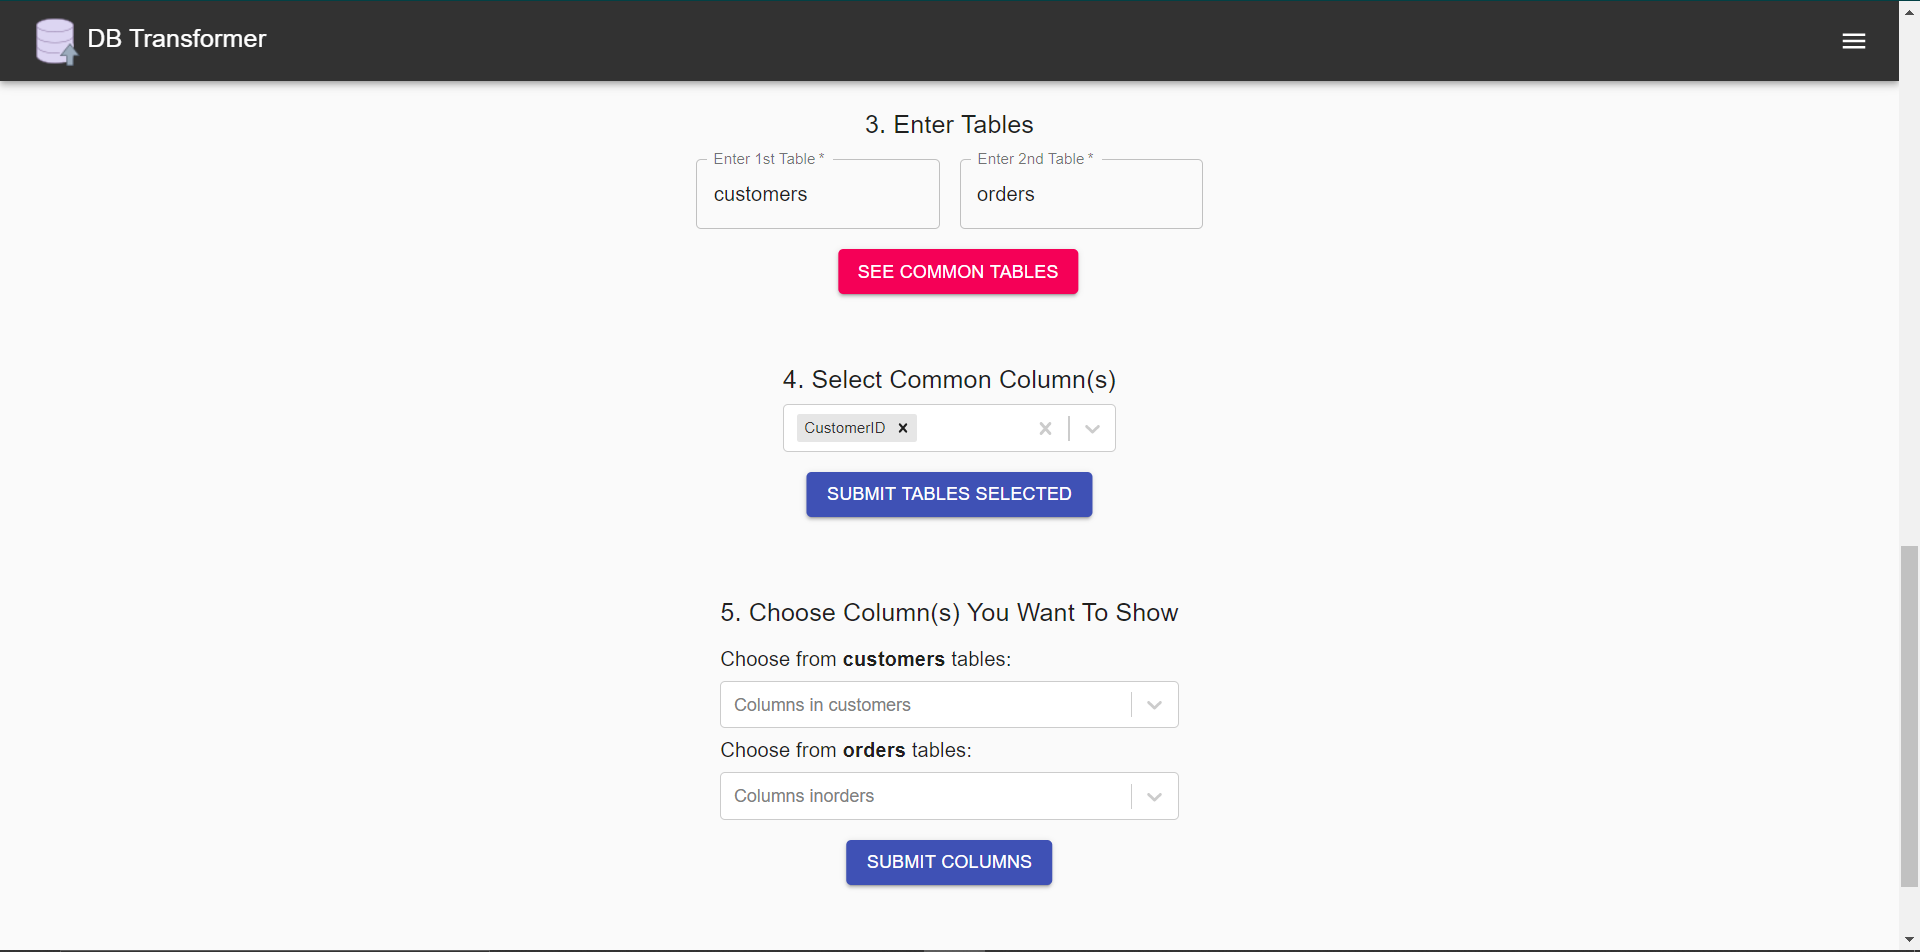 DB Transformer
3. Enter Tables
Enter 1st Table *
Enter 2nd Table *
customers
orders
SEE COMMON TABLES
4. Select Common Column(s)
CustomerID
SUBMIT TABLES SELECTED
5. Choose Column(s) You Want To Show
Choose from customers tables:
Columns in customers
Choose from orders tables:
Columns inorders
SUBMIT COLUMNS